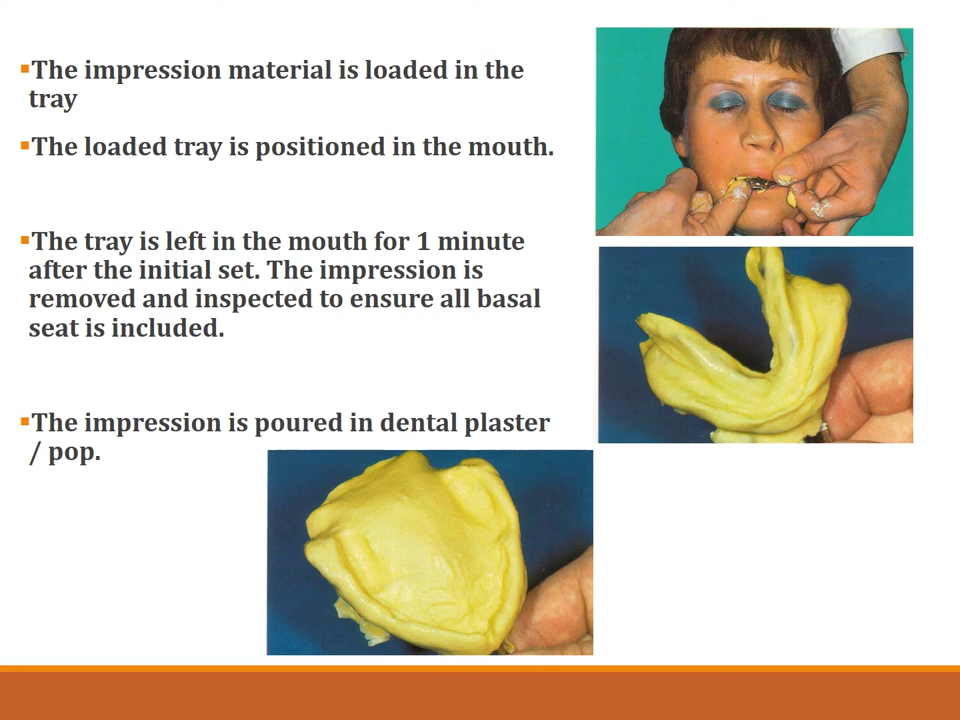 ▪The impression material is loaded in the
tray
▪The loaded tray is positioned in the mouth.
▪The tray is left in the mouth for 1 minute
after the initial set. The impression is
removed and inspected to ensure all basal
seat is included.
▪The impression is poured in dental plaster
/ pop.